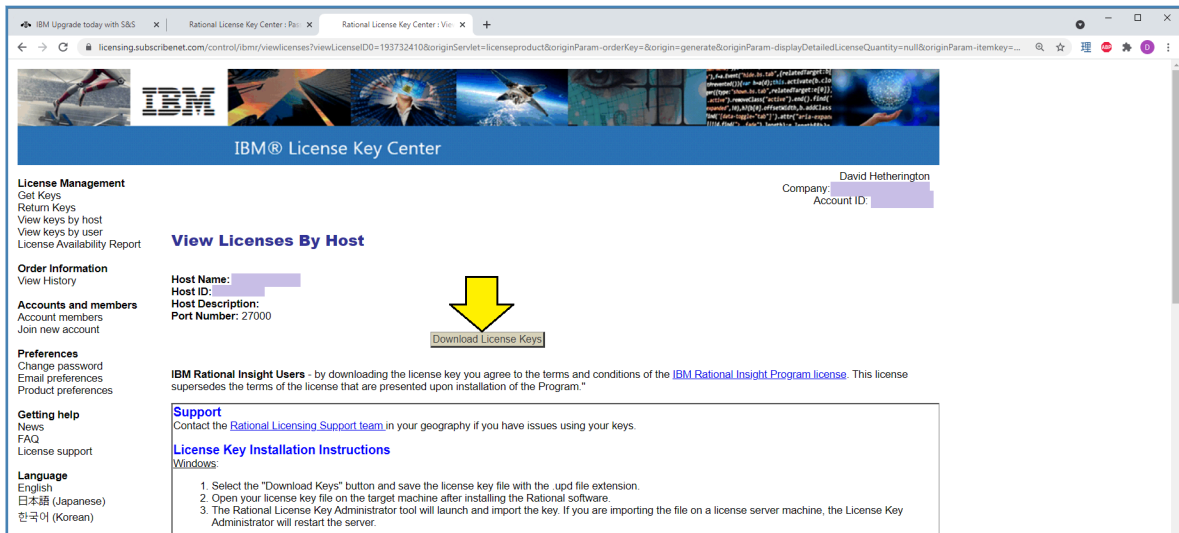 IBM Upgrade today with S&S
Rational License Key Center : Pas
Rational License Key Center : Vie
licensing.subscribenet.com/control/ibmr/viewlicenses?viewLicenseID0=193732410&originServlet=licenseproduct&originParam-orderKey=&origin=generate&originParam-displayDetailedLicenseQuantity=null&originParam-itemkey=...
理
ABP
D
IBM
IBM® License Key Center
David Hetherington
Company:
Account ID:
License Management
Get Keys
Return Keys
View keys by host
View keys by user
License Availability Report
Order Information
View History
Accounts and members
Account members
Join new account
Preferences
Change password
Email preferences
Product preferences
Getting help
News
FAQ
License support
Language
English
日本語 (Japanese)
한국어 (Korean)
View Licenses By Host
Host Name:
Host ID:
Host Description:
Port Number: 27000
Download License Keys
IBM Rational Insight Users - by downloading the license key you agree to the terms and conditions of the IBM Rational Insight Program license. This license
supersedes the terms of the license that are presented upon installation of the Program."
Support
Contact the Rational Licensing Support team in your geography if you have issues using your keys.
License Key Installation Instructions
Windows:
1. Select the "Download Keys" button and save the license key file with the .upd file extension.
2. Open your license key file on the target machine after installing the Rational software.
3. The Rational License Key Administrator tool will launch and import the key. If you are importing the file on a license server machine, the License Key
Administrator will restart the server.